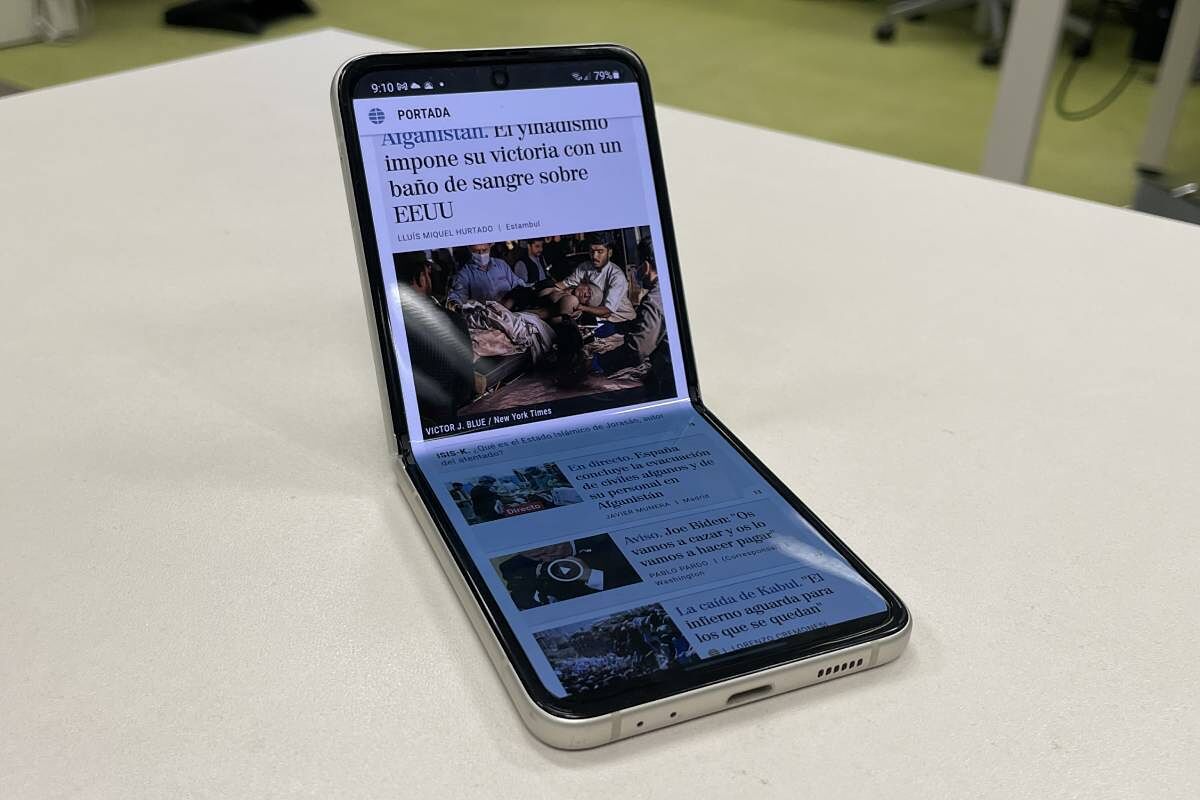 9:10
79%
PORTADA
Afganistán. El yihadismo
impone su victoria con un
baño de sangre sobre
EEUU
LLUÍS MIQUEL HURTADO | Estambul
VICTOR J. BLUE / New York Times
ISIS-K. ¿Qué es el Estado Islámico de Jorasán, autor
del atentado?
Directo
En directo. España
concluye la evacuación
de civiles afganos y de
su personal en
Afganistán
JAVIER MUNERA | Madrid
Aviso. Joe Biden: "Os
vamos a cazar y os lo
vamos a hacer pagar"
PABLO PARDO | (Corresponsa
Washington
La caída de Kabul. "El
infierno aguarda para
los que se quedan"
| LORENZO CREMONESI